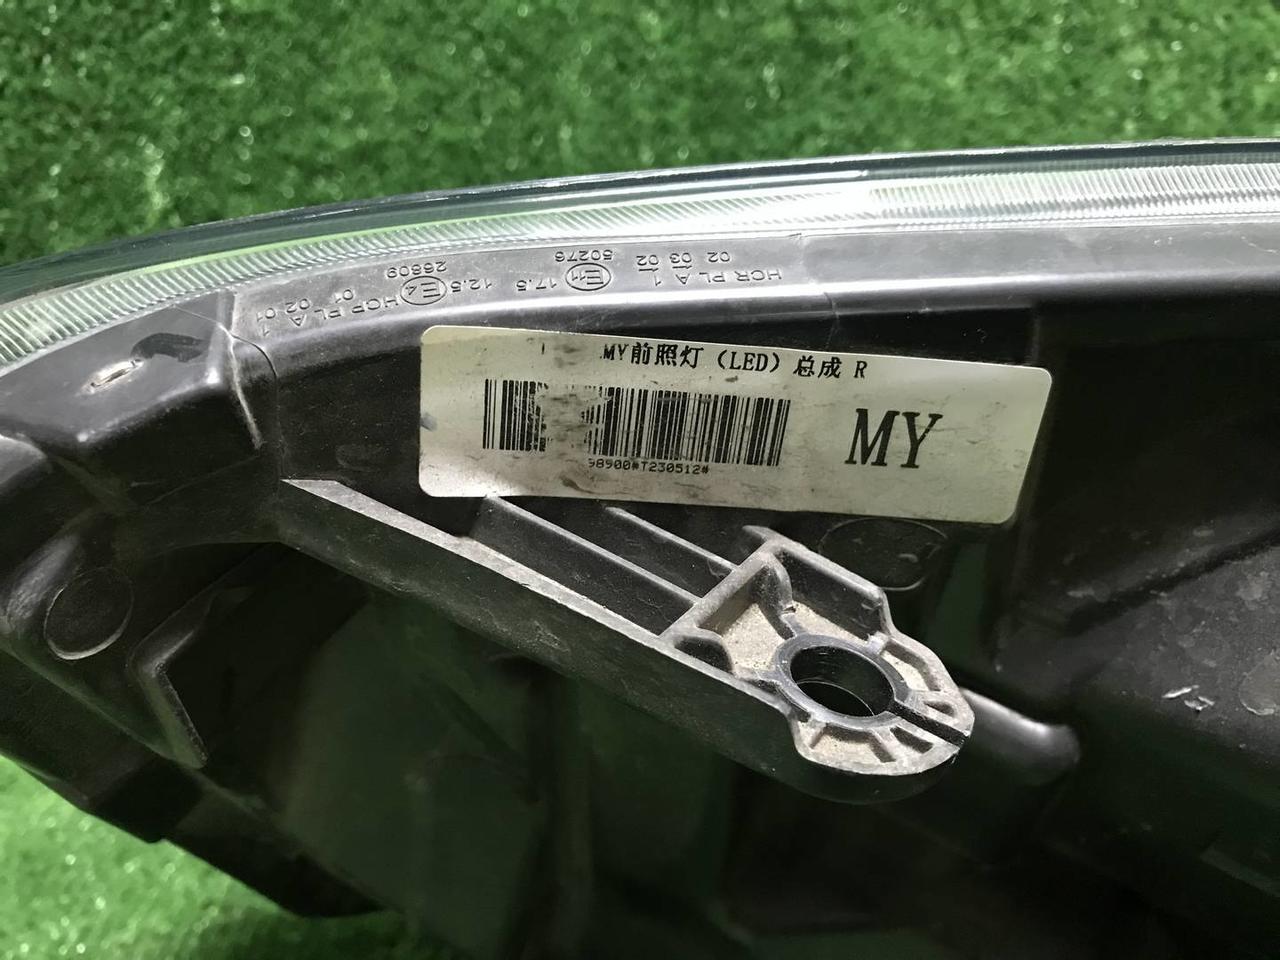 HCR PL A 1
02 03 02
E11 17.5
50276
12.5 E4
26809
HCR PL A 1
01 02 01
MY前照灯（LED）总成 R
98900#T230512#
MY